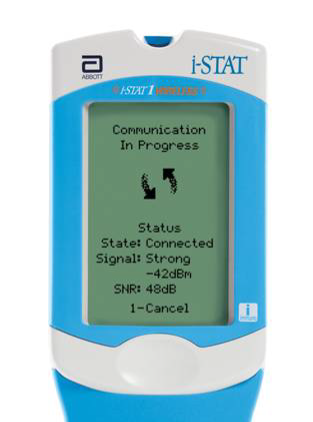 ABBOTT
i-STAT
i-STAT 1 WIRELESS
Communication
In Progress
Status
State: Connected
Signal: Strong
-42dBm
SNR: 48dB
1-Cancel
i